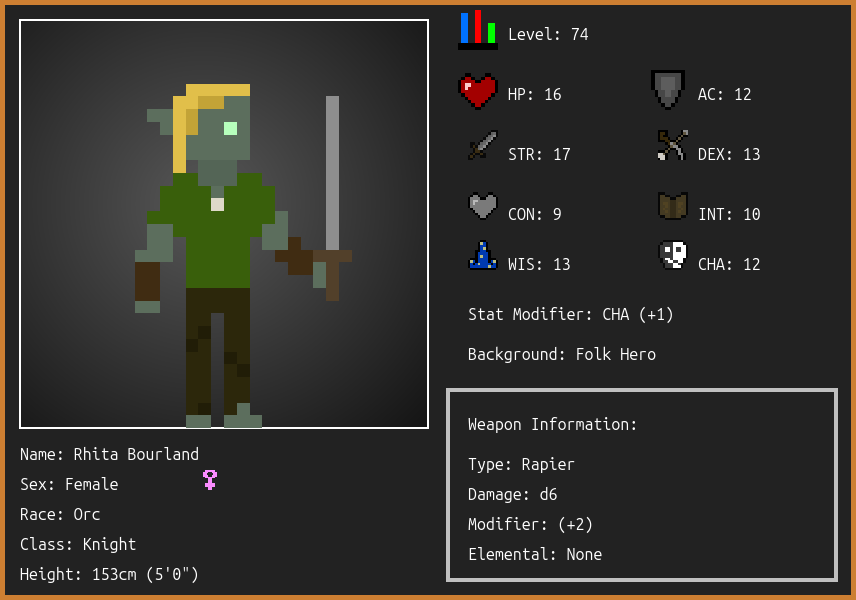 Level: 74
HP: 16
AC: 12
STR: 17
DEX: 13
CON: 9
INT: 10
WIS: 13
CHA: 12
Stat Modifier: CHA (+1)
Background: Folk Hero
Weapon Information:
Type: Rapier
Damage: d6
Modifier: (+2)
Elemental: None
Name: Rhita Bourland
Sex: Female
Race: Orc
Class: Knight
Height: 153cm (5'0")